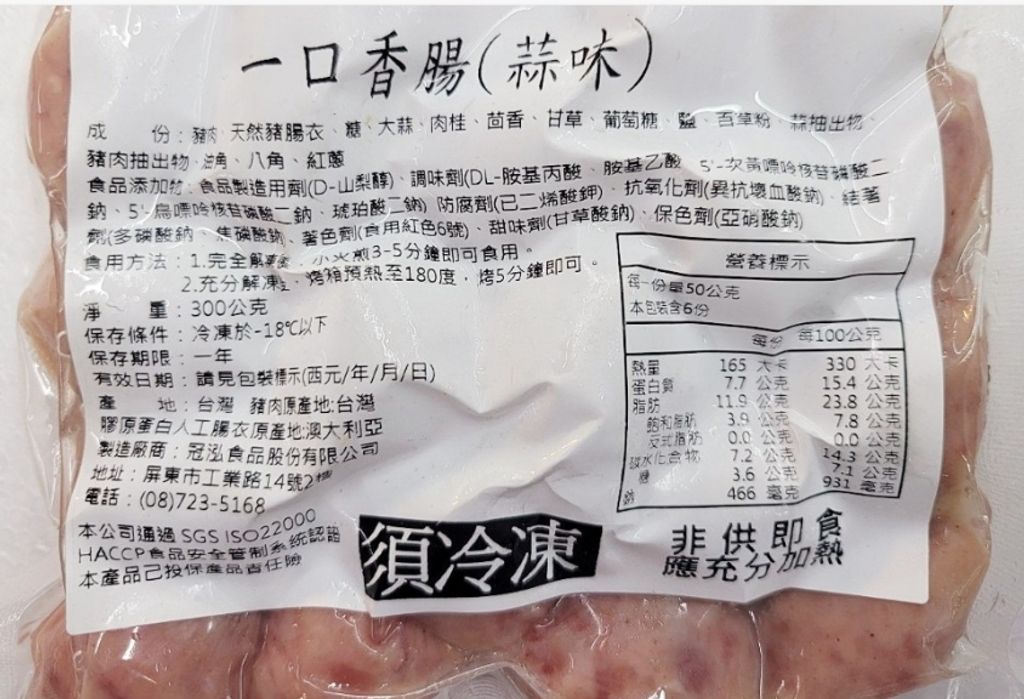 一口香腸(蒜味)
成　　份：豬肉、天然豬腸衣、糖、大蒜、肉桂、茴香、甘草、葡萄糖、鹽、百草粉、蒜抽出物、
豬肉抽出物、八角、紅蔥
食品添加物：食品製造用劑(D-山梨醇)、調味劑(DL-胺基丙酸、胺基乙酸、5'-次黃嘌呤核苷磷酸二
鈉、5'-鳥嘌呤核苷磷酸二鈉、琥珀酸二鈉)、防腐劑(己二烯酸鉀)、抗氧化劑(異抗壞血酸鈉)、結著
劑(多磷酸鈉、焦磷酸鈉)、著色劑(食用紅色6號)、甜味劑(甘草酸鈉)、保色劑(亞硝酸鈉)
食用方法：1.完全解凍後，小火煎3-5分鐘即可食用。
2.充分解凍，烤箱預熱至180度，烤5分鐘即可。
淨　　重：300公克
保存條件：冷凍於-18℃以下
保存期限：一年
有效日期：請見包裝標示(西元/年/月/日)
產　　地：台灣　豬肉原產地:台灣
膠原蛋白人工腸衣原產地:澳大利亞
製造廠商：冠泓食品股份有限公司
地址：屏東市工業路14號2樓
電話：(08)723-5168
本公司通過 SGS ISO22000
HACCP食品安全管制系統認證
本產品已投保產品責任險
須冷凍
營養標示
每一份量50公克
本包裝含6份
每份　每100公克
熱量　165 大卡　330 大卡
蛋白質　7.7 公克　15.4 公克
脂肪　11.9 公克　23.8 公克
飽和脂肪　3.9 公克　7.8 公克
反式脂肪　0.0 公克　0.0 公克
碳水化合物　7.2 公克　14.3 公克
糖　3.6 公克　7.1 公克
鈉　466 毫克　931 毫克
非供即食
應充分加熱